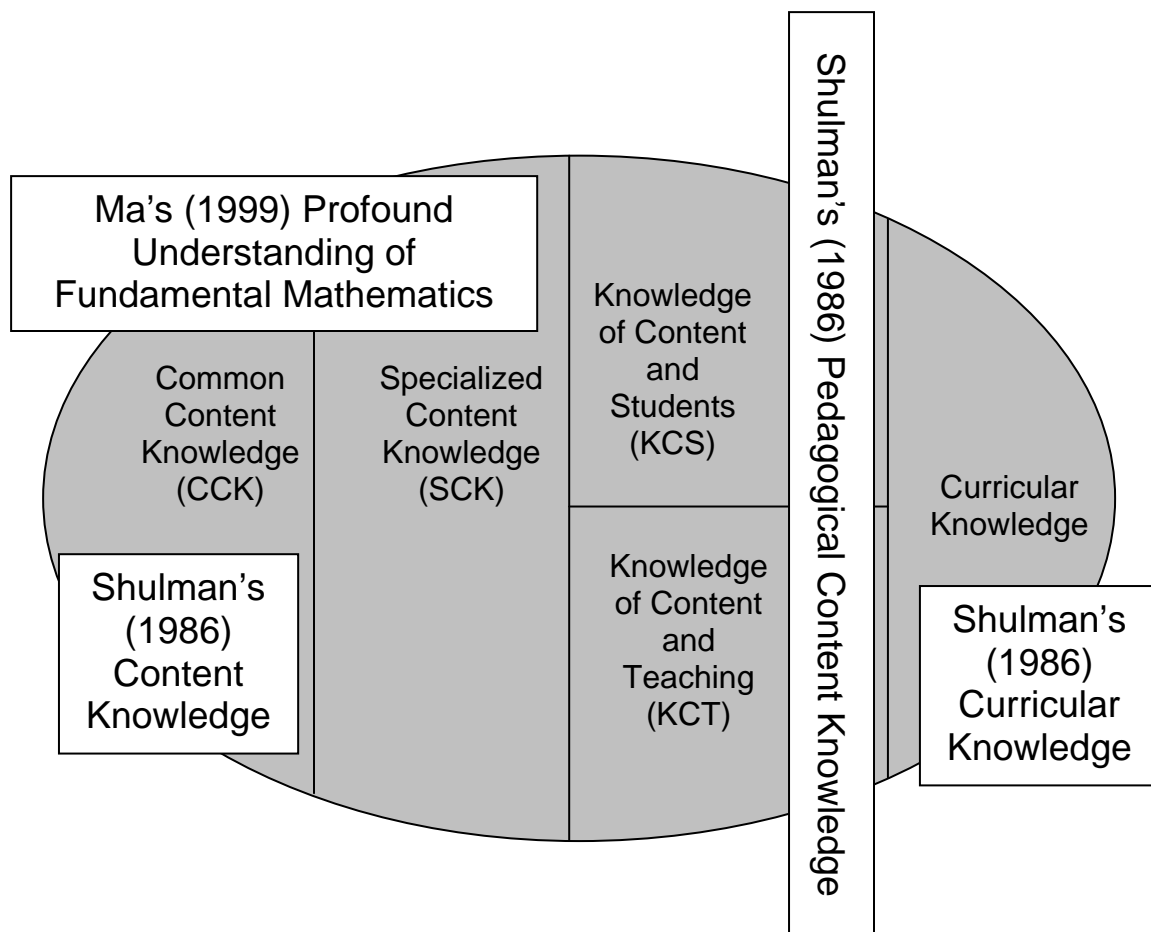 Ma's (1999) Profound
Understanding of
Fundamental Mathematics
Common
Content
Knowledge
(CCK)
Specialized
Content
Knowledge
(SCK)
Knowledge
of Content
and
Students
(KCS)
Knowledge
of Content
and
Teaching
(KCT)
Shulman's (1986) Pedagogical Content Knowledge
Curricular
Knowledge
Shulman's
(1986)
Content
Knowledge
Shulman's
(1986)
Curricular
Knowledge